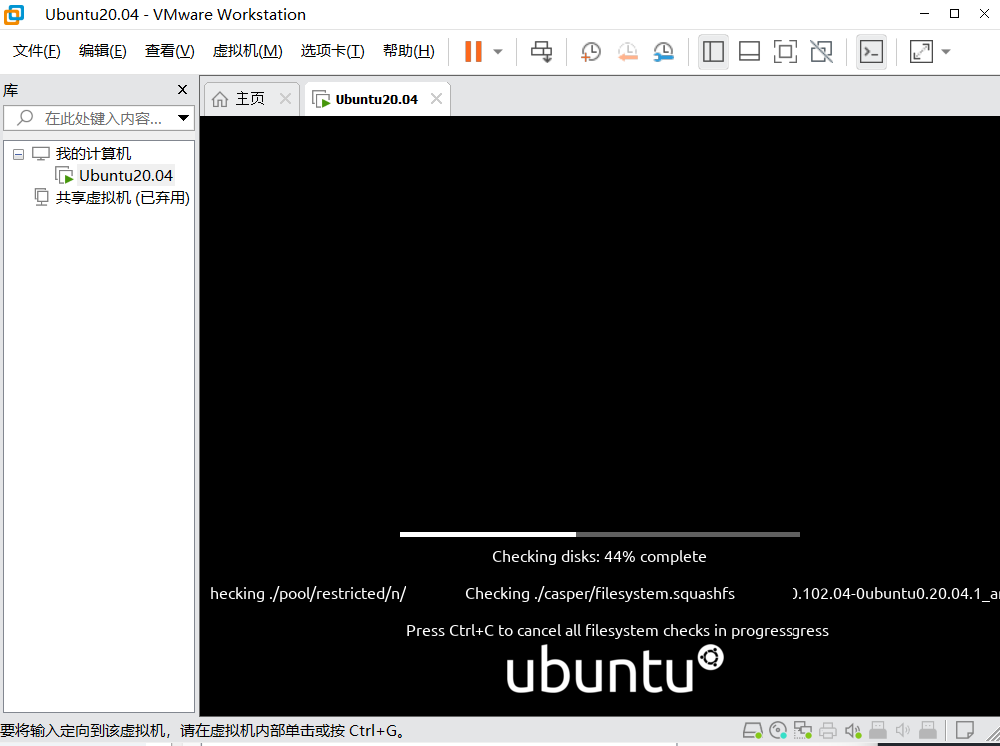 Ubuntu20.04 - VMware Workstation
文件(F) 编辑(E) 查看(V) 虚拟机(M) 选项卡(T) 帮助(H)
库
主页
Ubuntu20.04
在此处键入内容...
我的计算机
Ubuntu20.04
共享虚拟机 (已弃用)
Checking disks: 44% complete
hecking ./pool/restricted/n/ Checking ./casper/filesystem.squashfs 0.102.04-0ubuntu0.20.04.1_a
Press Ctrl+C to cancel all filesystem checks in progressgress
ubuntu
要将输入定向到该虚拟机，请在虚拟机内部单击或按 Ctrl+G。